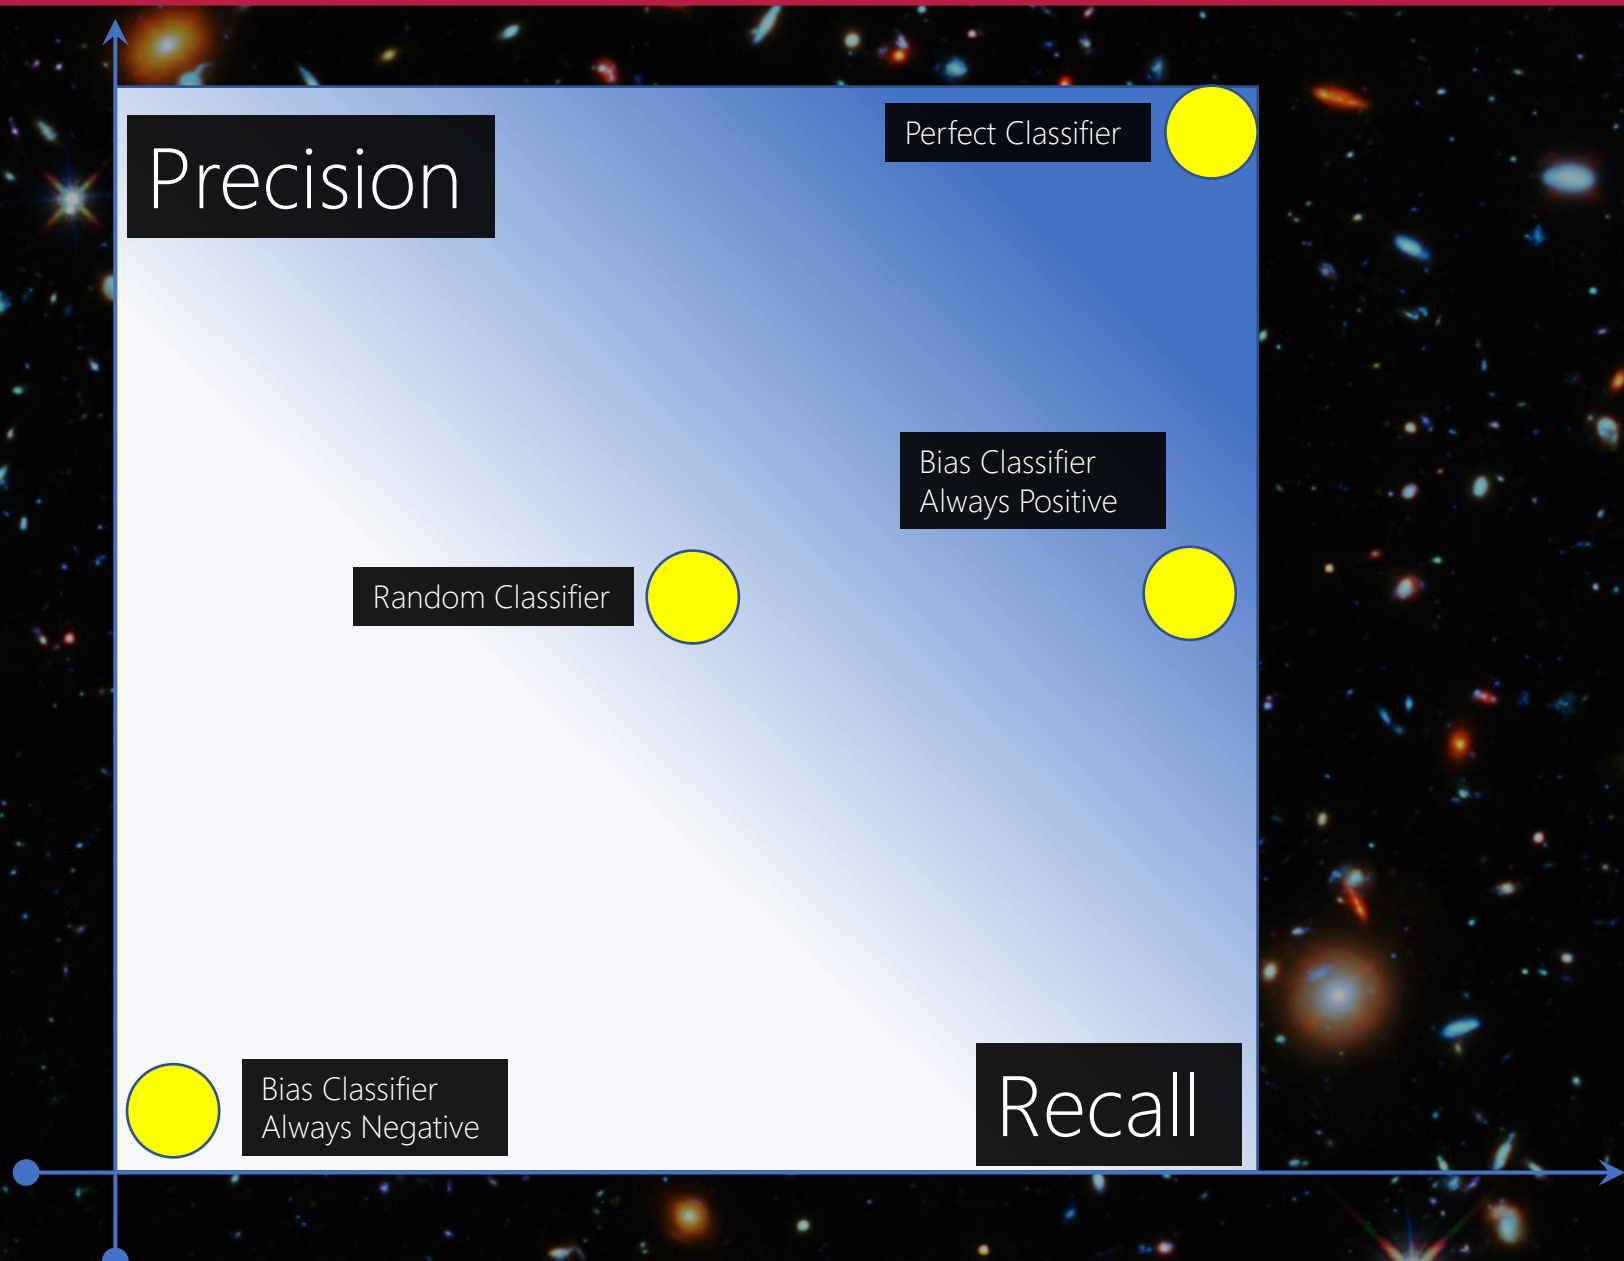 Precision
Perfect Classifier
Bias Classifier
Always Positive
Random Classifier
Bias Classifier
Always Negative
Recall